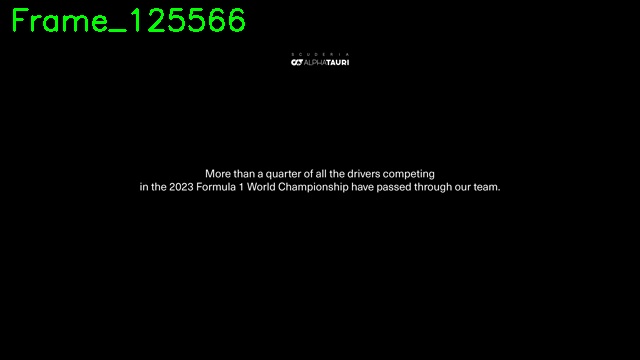 Frame_125566
SCUDERIA
ALPHATAURI
More than a quarter of all the drivers competing
in the 2023 Formula 1 World Championship have passed through our team.